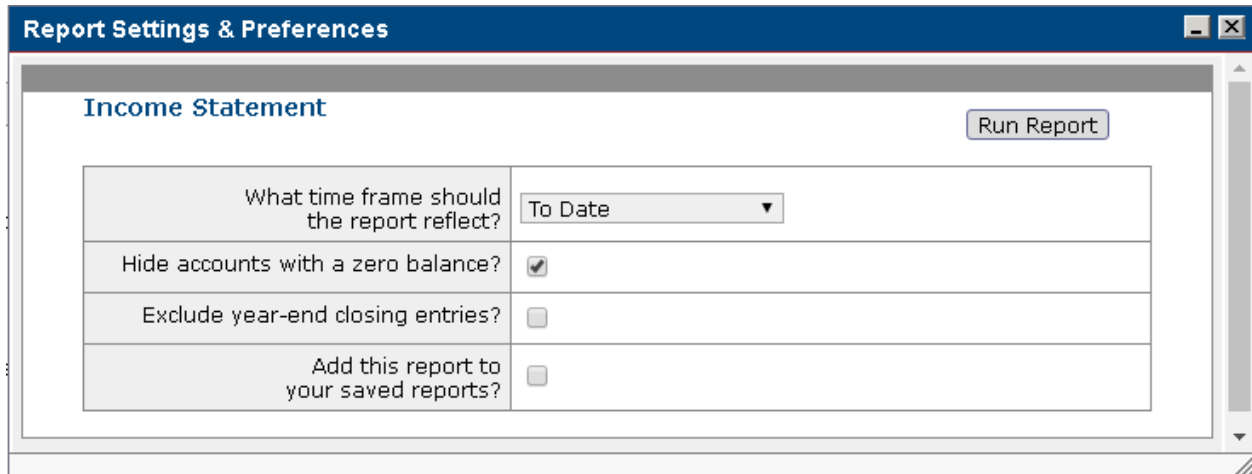 Report Settings & Preferences
Income Statement
Run Report
What time frame should
the report reflect?
To Date
Hide accounts with a zero balance?
Exclude year-end closing entries?
Add this report to
your saved reports?